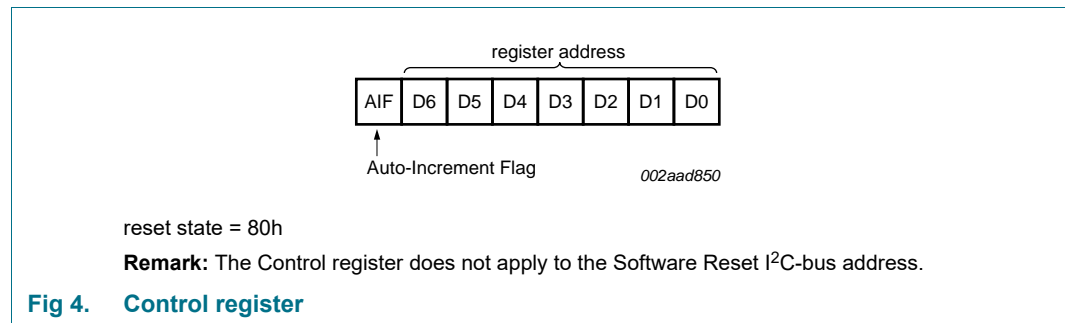 register address
AIF D6 D5 D4 D3 D2 D1 D0
Auto-Increment Flag
002aad850
reset state = 80h
Remark: The Control register does not apply to the Software Reset I²C-bus address.
Fig 4. Control register